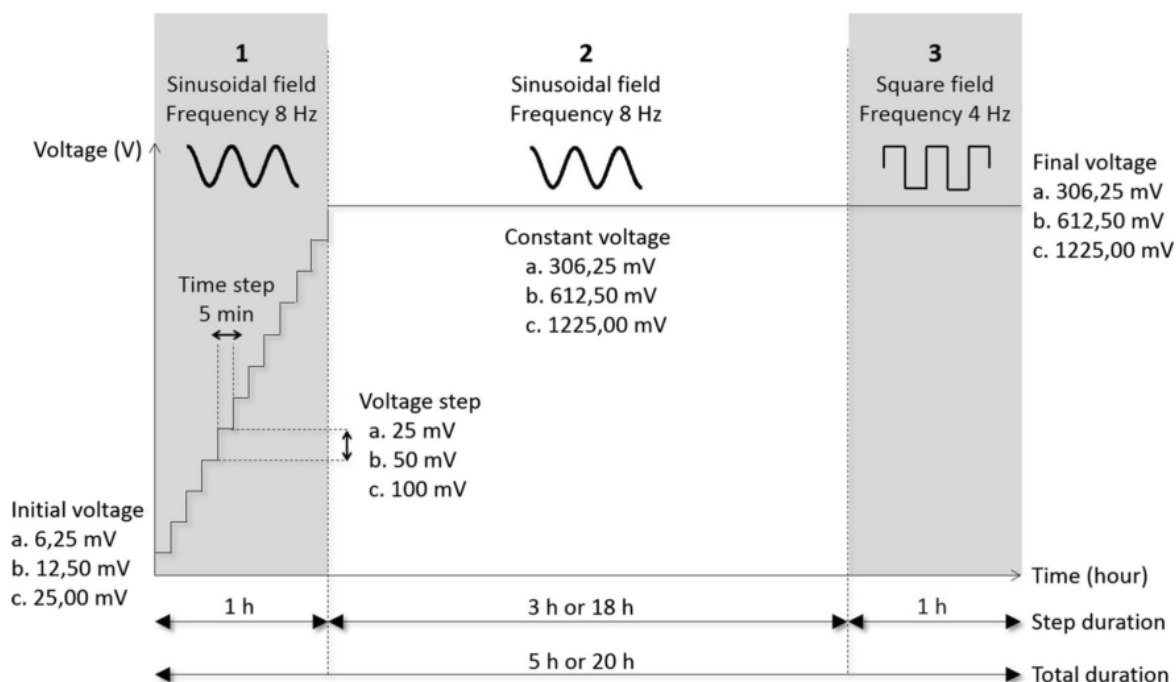 1
Sinusoidal field
Frequency 8 Hz
2
Sinusoidal field
Frequency 8 Hz
3
Square field
Frequency 4 Hz
Voltage (V)
Final voltage
a. 306,25 mV
b. 612,50 mV
c. 1225,00 mV
Constant voltage
a. 306,25 mV
b. 612,50 mV
c. 1225,00 mV
Time step
5 min
Voltage step
a. 25 mV
b. 50 mV
c. 100 mV
Initial voltage
a. 6,25 mV
b. 12,50 mV
c. 25,00 mV
Time (hour)
1 h
3 h or 18 h
1 h
Step duration
5 h or 20 h
Total duration